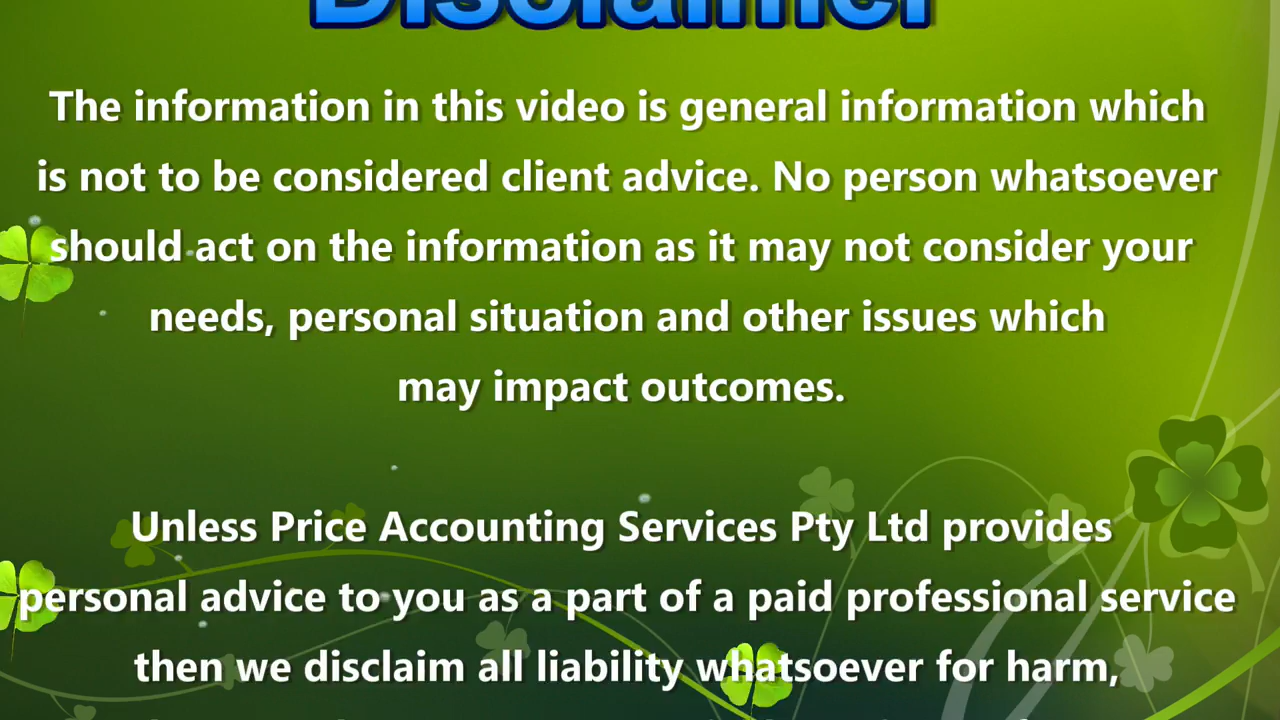 Disclaimer
The information in this video is general information which
is not to be considered client advice. No person whatsoever
should act on the information as it may not consider your
needs, personal situation and other issues which
may impact outcomes.
Unless Price Accounting Services Pty Ltd provides
personal advice to you as a part of a paid professional service
then we disclaim all liability whatsoever for harm,